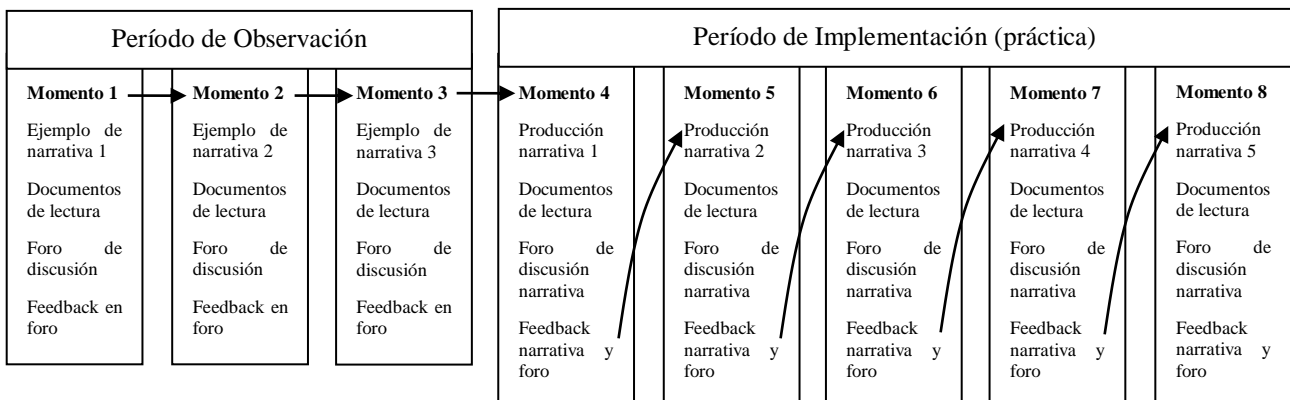 Período de Observación
Período de Implementación (práctica)
Momento 1
Ejemplo de
narrativa 1
Documentos
de lectura
Foro de
discusión
Feedback en
foro
Momento 2
Ejemplo de
narrativa 2
Documentos
de lectura
Foro de
discusión
Feedback en
foro
Momento 3
Ejemplo de
narrativa 3
Documentos
de lectura
Foro de
discusión
Feedback en
foro
Momento 4
Producción
narrativa 1
Documentos
de lectura
Foro de
discusión
narrativa
Feedback
narrativa y
foro
Momento 5
Producción
narrativa 2
Documentos
de lectura
Foro de
discusión
narrativa
Feedback
narrativa y
foro
Momento 6
Producción
narrativa 3
Documentos
de lectura
Foro de
discusión
narrativa
Feedback
narrativa y
foro
Momento 7
Producción
narrativa 4
Documentos
de lectura
Foro de
discusión
narrativa
Feedback
narrativa y
foro
Momento 8
Producción
narrativa 5
Documentos
de lectura
Foro de
discusión
narrativa
Feedback
narrativa y
foro